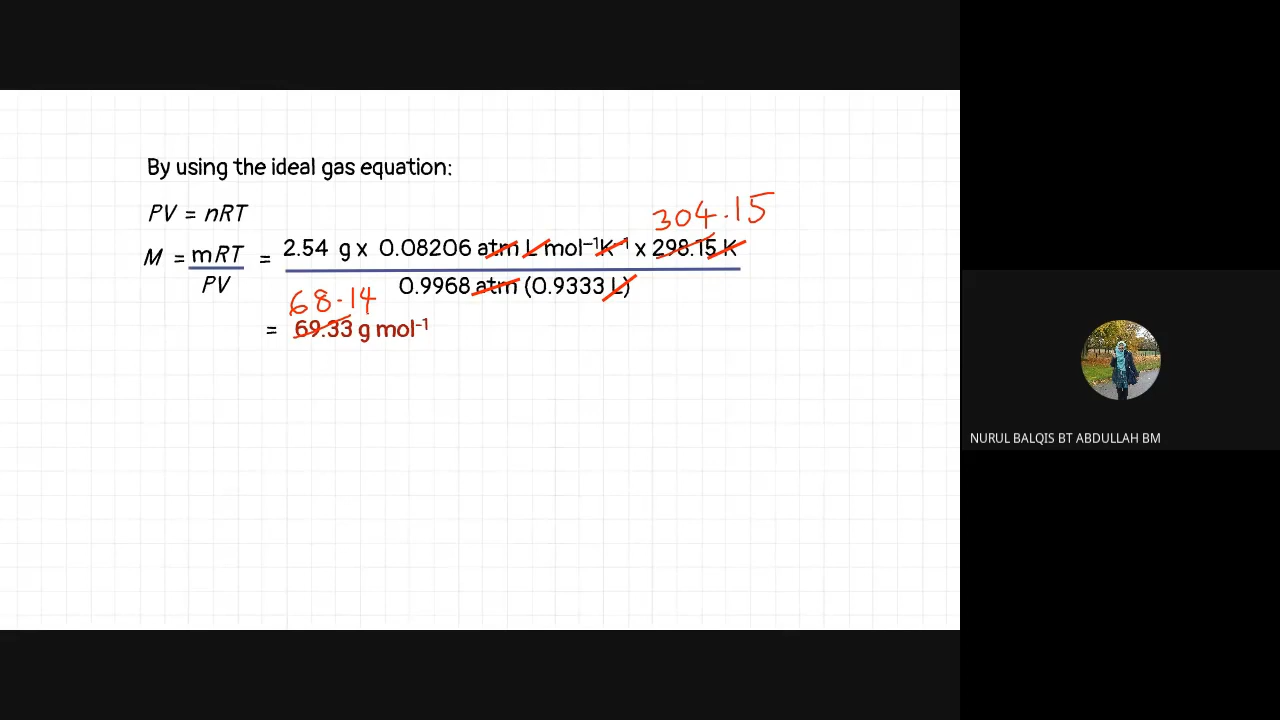 By using the ideal gas equation:
PV = nRT
304.15
M = mRT = 2.54 g x 0.08206 atm L mol⁻¹K⁻¹ x 298.15 K
PV 0.9968 atm (0.9333 L)
68.14
= 69.33 g mol⁻¹
NURUL BALQIS BT ABDULLAH BM